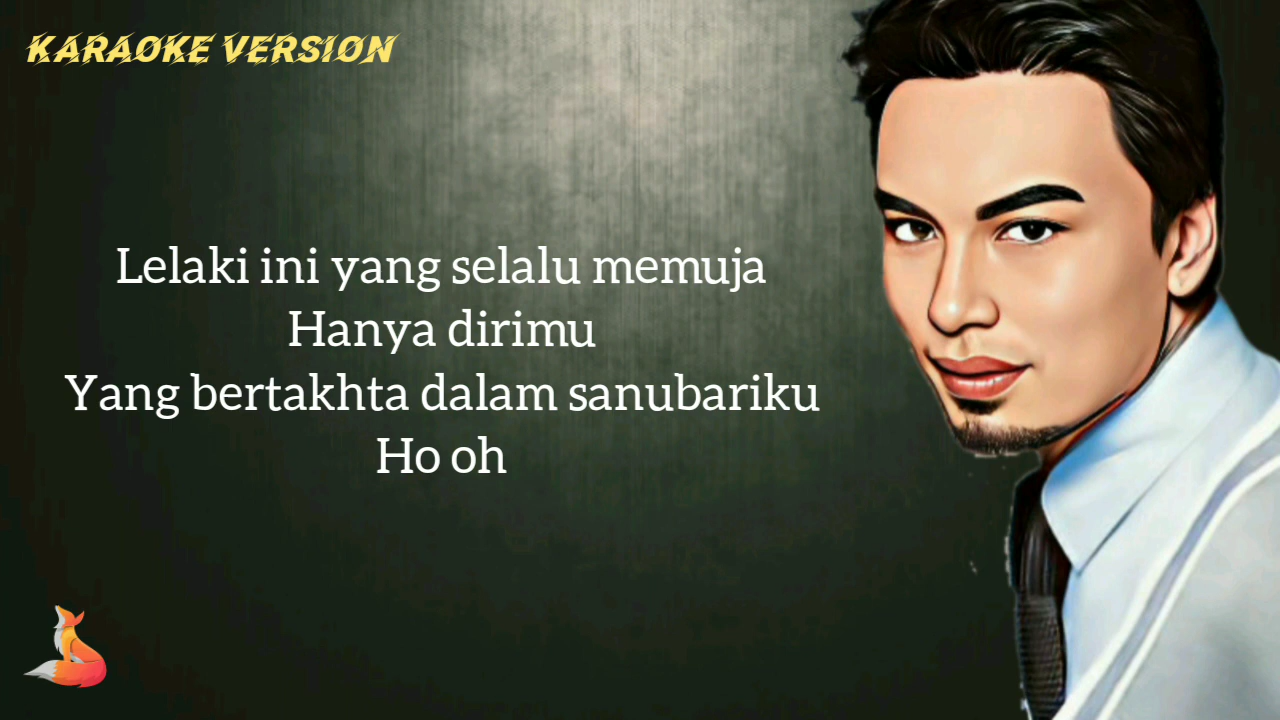 KARAOKE VERSION
Lelaki ini yang selalu memuja
Hanya dirimu
Yang bertakhta dalam sanubariku
Ho oh